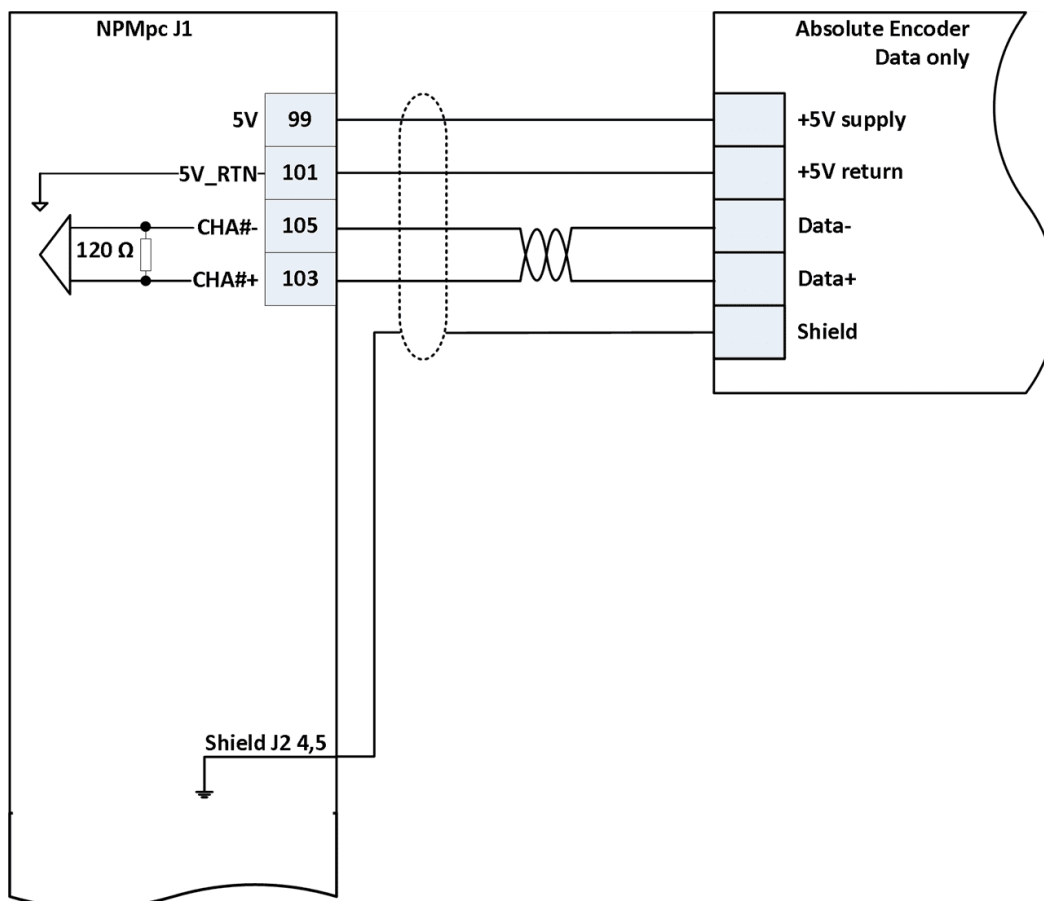 NPMpc J1
Absolute Encoder
Data only
5V 99
+5V supply
5V_RTN 101
+5V return
CHA#- 105
Data-
120 Ω
CHA#+ 103
Data+
Shield
Shield J2 4,5